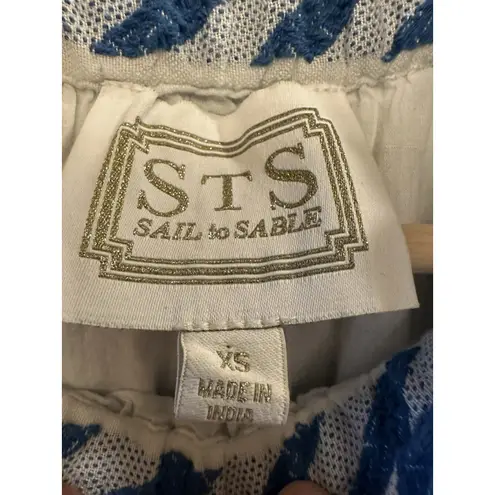 STS
SAIL to SABLE
XS
MADE IN
INDIA